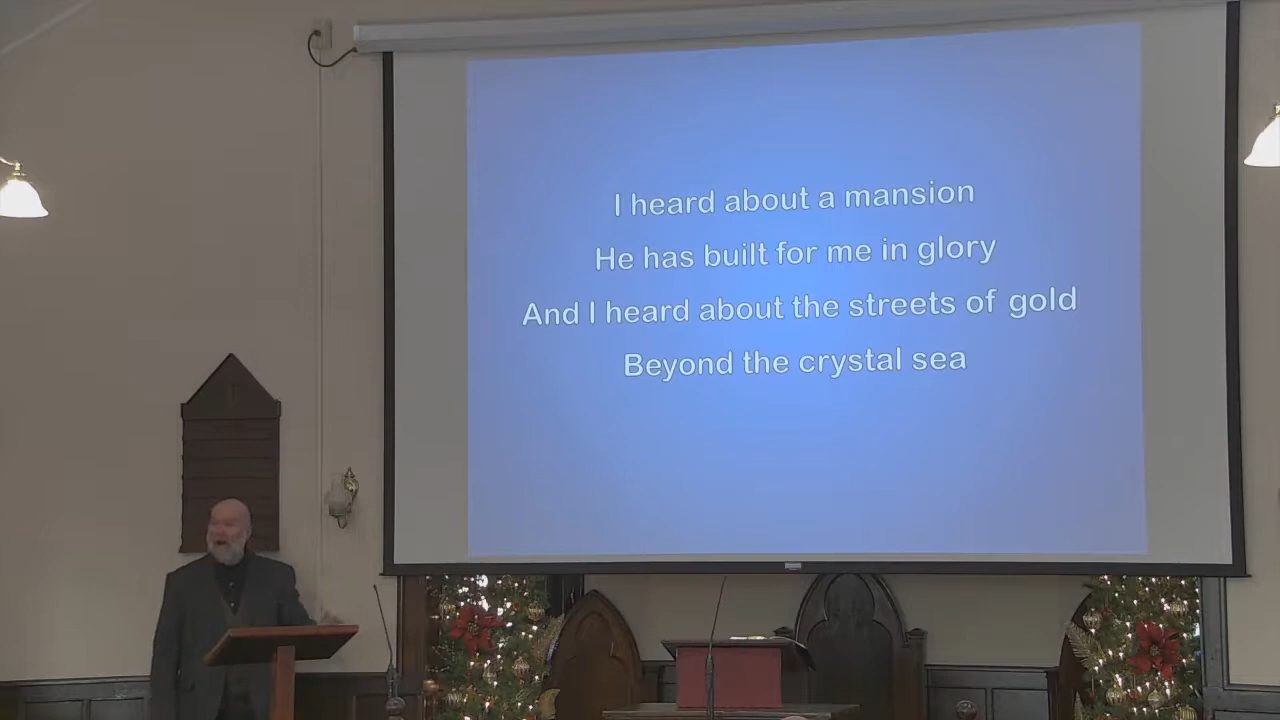 I heard about a mansion
He has built for me in glory
And I heard about the streets of gold
Beyond the crystal sea